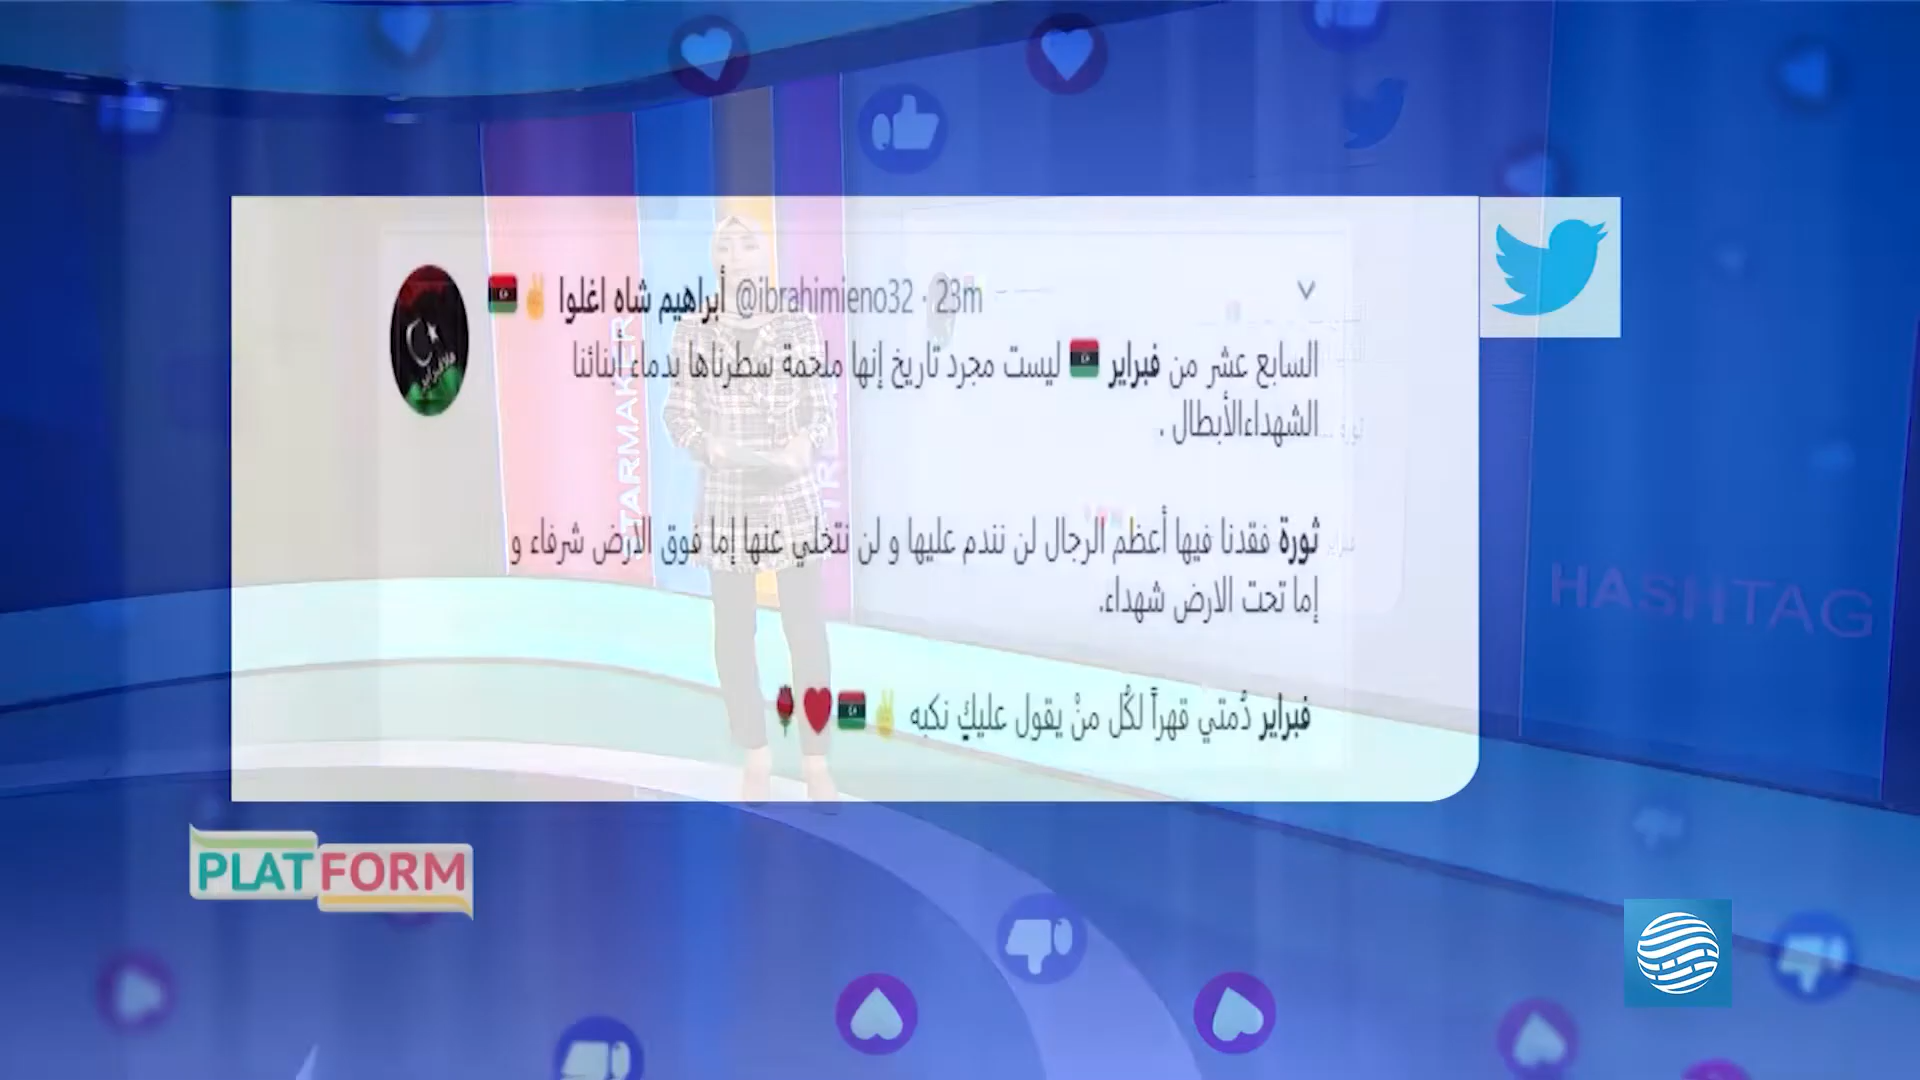 أبراهيم شاه اغلوا @ibrahimieno32 · 23m
السابع عشر من فبراير 🇱🇾 ليست مجرد تاريخ إنها ملحمة سطرناها بدماء أبنائنا
الشهداءالأبطال .
ثورة فقدنا فيها أعظم الرجال لن نندم عليها و لن نتخلي عنها إما فوق الارض شرفاء و
إما تحت الارض شهداء.
فبراير دُمتي قهراً لكُل منْ يقول عليكِ نكبه ✌️🇱🇾❤️🌹
TARMAKER
HASHTAG
PLATFORM